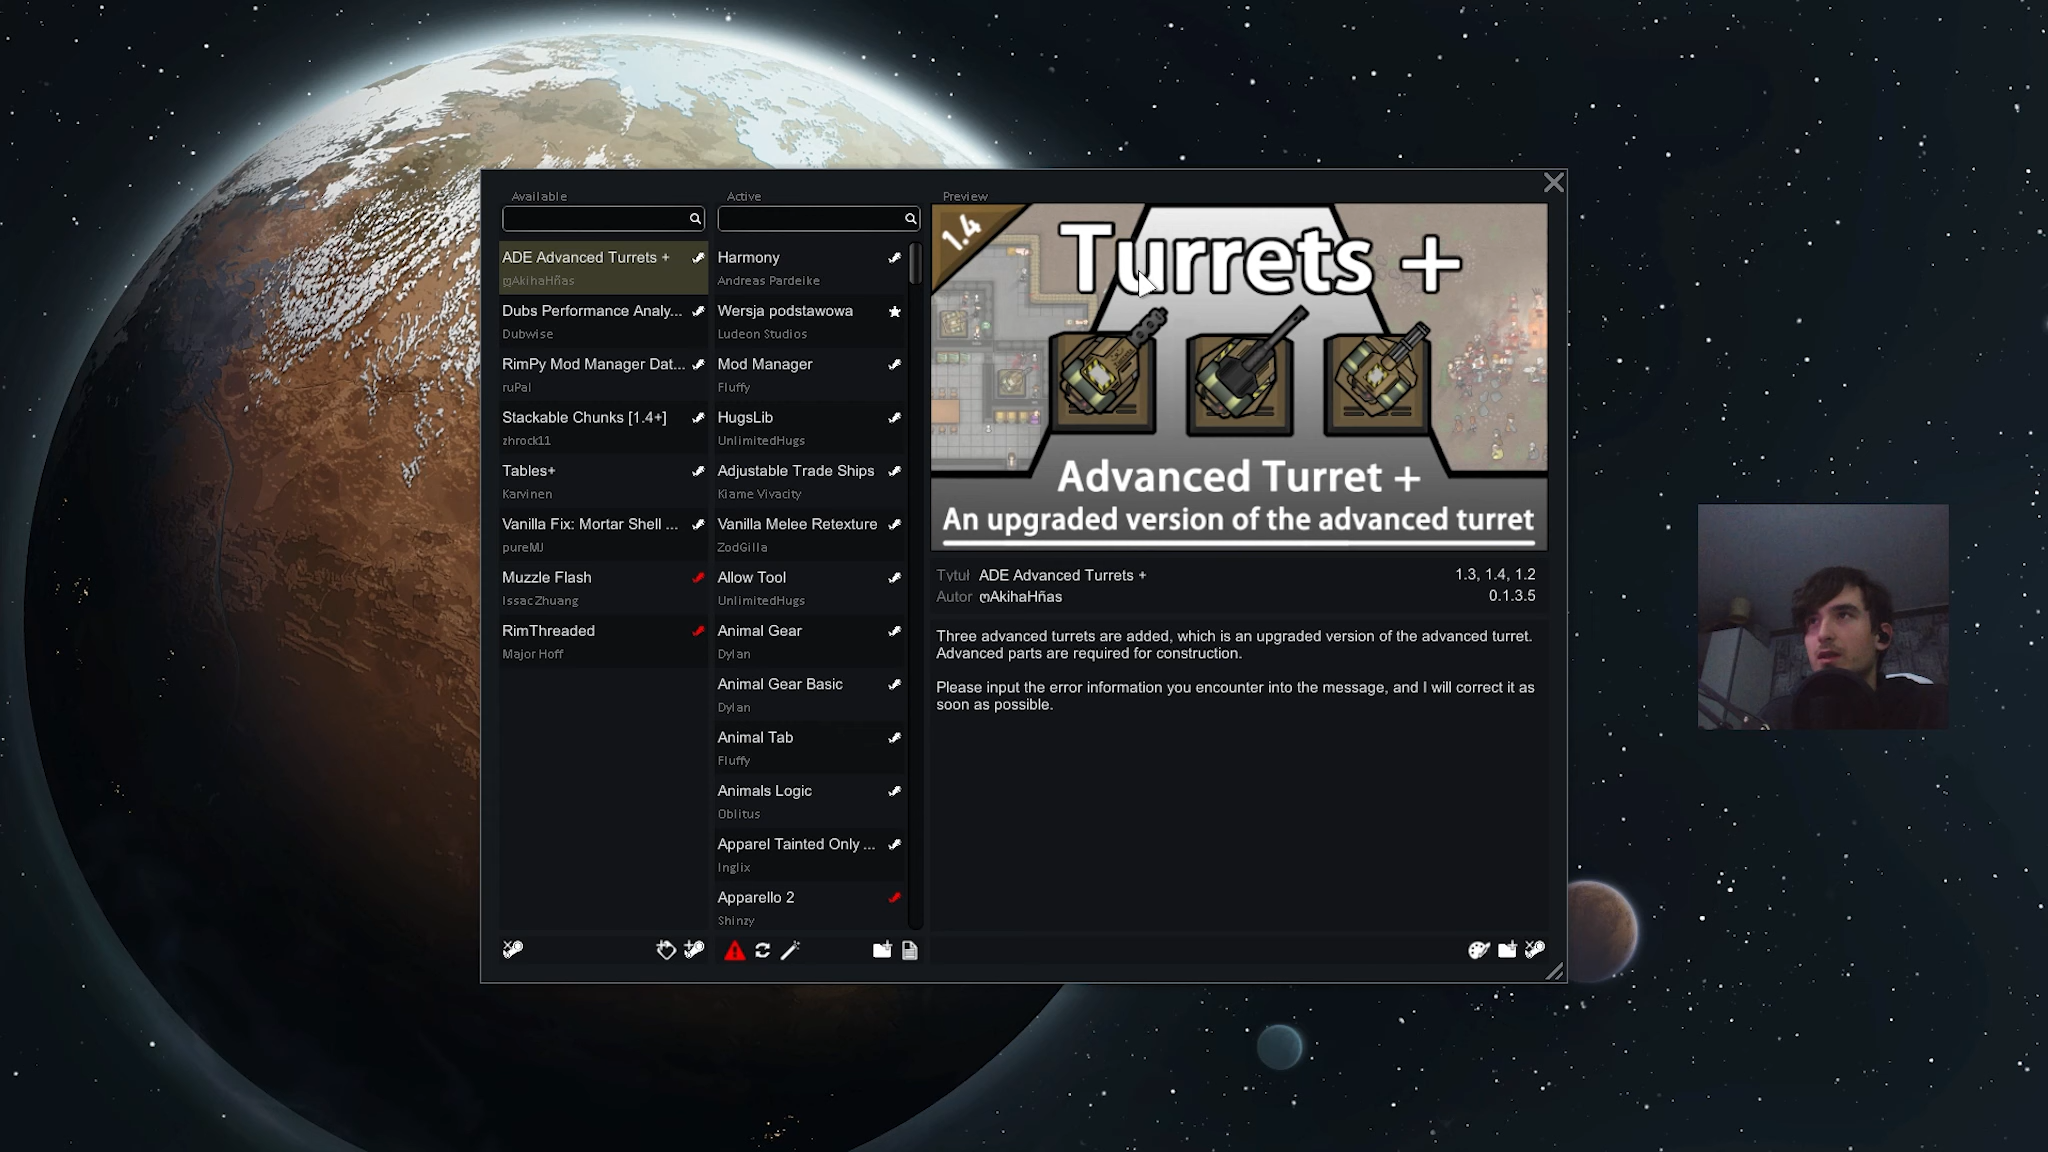 Available
ADE Advanced Turrets +
ღAkihaHñas
Dubs Performance Analy...
Dubwise
RimPy Mod Manager Dat...
ruPal
Stackable Chunks [1.4+]
zhrock11
Tables+
Karvinen
Vanilla Fix: Mortar Shell ...
pureMJ
Muzzle Flash
IssacZhuang
RimThreaded
Major Hoff
Active
Harmony
Andreas Pardeike
Wersja podstawowa
Ludeon Studios
Mod Manager
Fluffy
HugsLib
UnlimitedHugs
Adjustable Trade Ships
Kiame Vivacity
Vanilla Melee Retexture
ZodGilla
Allow Tool
UnlimitedHugs
Animal Gear
Dylan
Animal Gear Basic
Dylan
Animal Tab
Fluffy
Animals Logic
Oblitus
Apparel Tainted Only ...
Inglix
Apparello 2
Shinzy
Preview
1.4
Turrets +
Advanced Turret +
An upgraded version of the advanced turret
Tytuł ADE Advanced Turrets + 1.3, 1.4, 1.2
Autor ღAkihaHñas 0.1.3.5
Three advanced turrets are added, which is an upgraded version of the advanced turret.
Advanced parts are required for construction.
Please input the error information you encounter into the message, and I will correct it as
soon as possible.